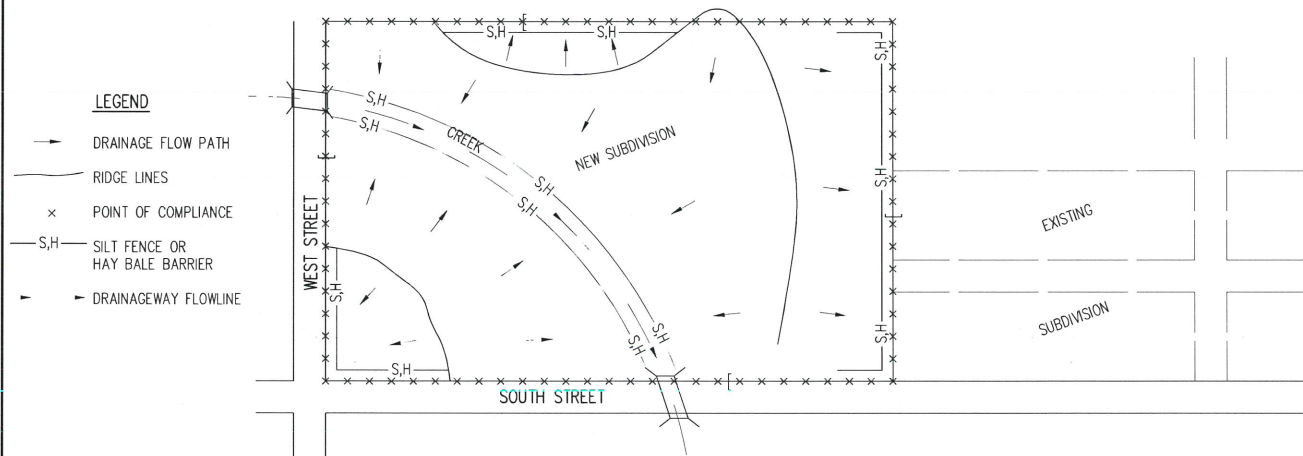 LEGEND
DRAINAGE FLOW PATH
RIDGE LINES
POINT OF COMPLIANCE
S,H
SILT FENCE OR
HAY BALE BARRIER
DRAINAGEWAY FLOWLINE
S,H
S,H
S,H
S,H
S,H
CREEK
NEW SUBDIVISION
S,H
S,H
S,H
WEST STREET
EXISTING
S,H
SUBDIVISION
S,H
S,H
S,H
S,H
SOUTH STREET